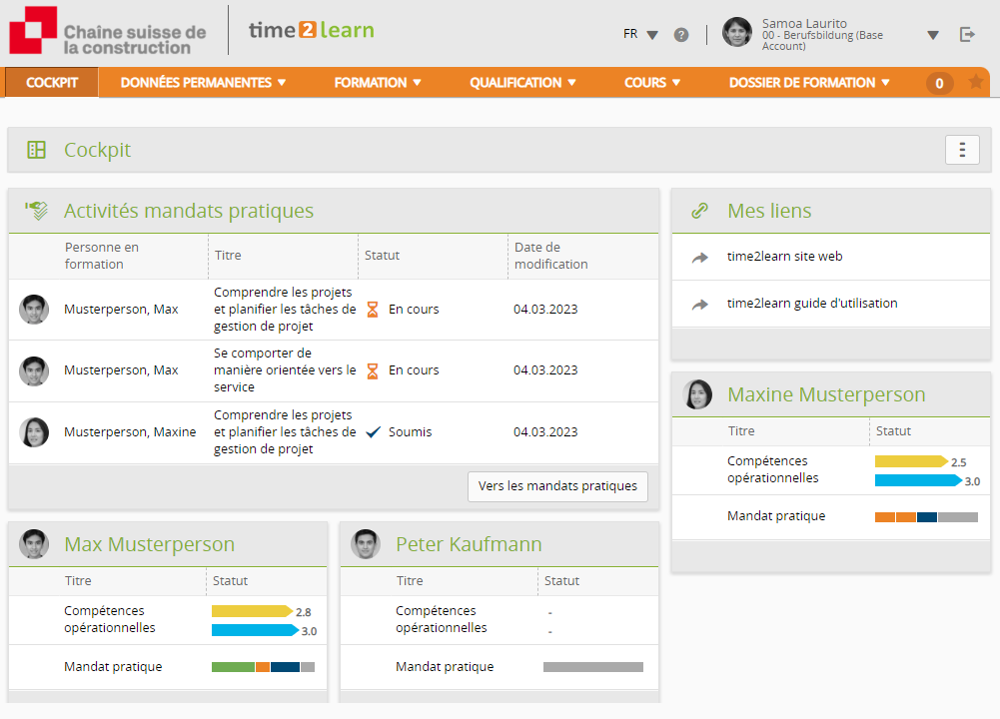 Chaîne suisse de
la construction
time2learn
FR
?
Samoa Laurito
00 - Berufsbildung (Base
Account)
COCKPIT
DONNÉES PERMANENTES
FORMATION
QUALIFICATION
COURS
DOSSIER DE FORMATION
0
Cockpit
Activités mandats pratiques
Personne en
formation
Titre
Statut
Date de
modification
Musterperson, Max
Comprendre les projets
et planifier les tâches de
gestion de projet
En cours
04.03.2023
Musterperson, Max
Se comporter de
manière orientée vers le
service
En cours
04.03.2023
Musterperson, Maxine
Comprendre les projets
et planifier les tâches de
gestion de projet
Soumis
04.03.2023
Vers les mandats pratiques
Mes liens
time2learn site web
time2learn guide d'utilisation
Maxine Musterperson
Titre
Statut
Compétences
opérationnelles
2.5
3.0
Mandat pratique
Max Musterperson
Titre
Statut
Compétences
opérationnelles
2.8
3.0
Mandat pratique
Peter Kaufmann
Titre
Statut
Compétences
opérationnelles
-
-
Mandat pratique